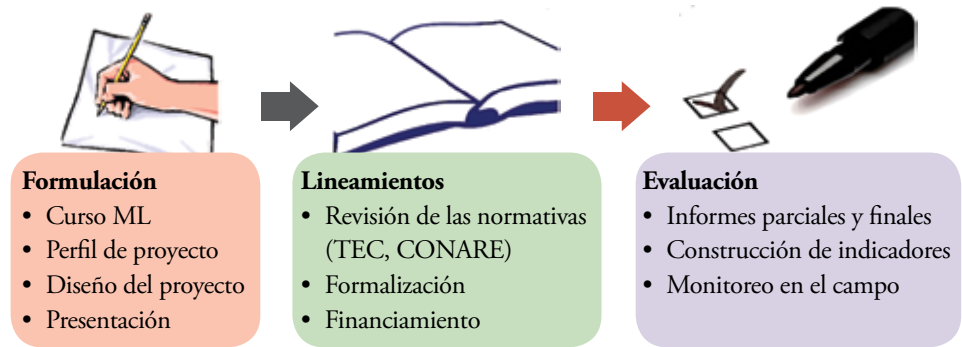 Formulación
• Curso ML
• Perfil de proyecto
• Diseño del proyecto
• Presentación
Lineamientos
• Revisión de las normativas
(TEC, CONARE)
• Formalización
• Financiamiento
Evaluación
• Informes parciales y finales
• Construcción de indicadores
• Monitoreo en el campo